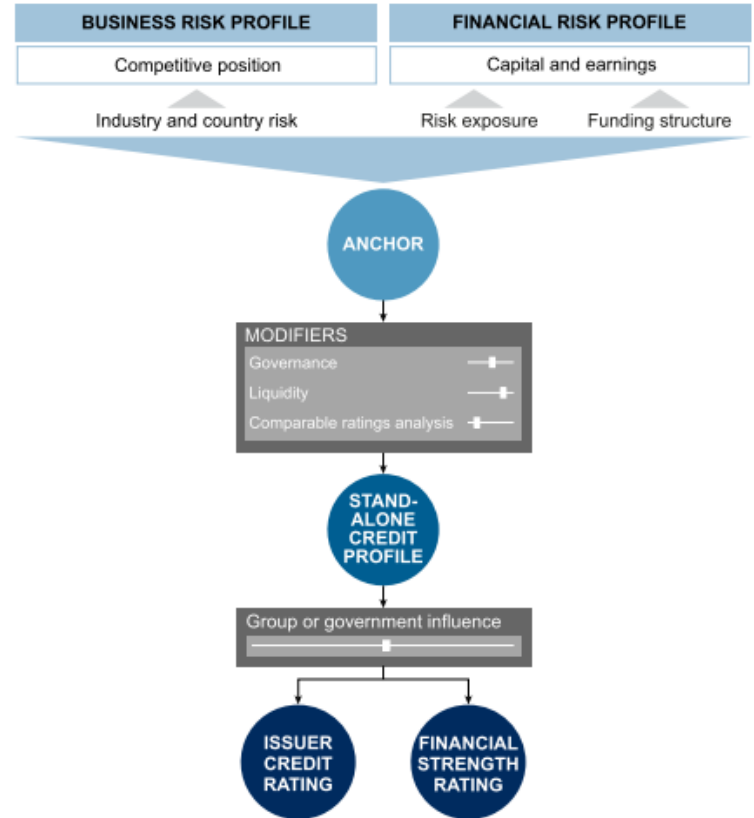 BUSINESS RISK PROFILE
FINANCIAL RISK PROFILE
Competitive position
Capital and earnings
Industry and country risk
Risk exposure
Funding structure
ANCHOR
MODIFIERS
Governance
Liquidity
Comparable ratings analysis
STAND-
ALONE
CREDIT
PROFILE
Group or government influence
ISSUER
CREDIT
RATING
FINANCIAL
STRENGTH
RATING